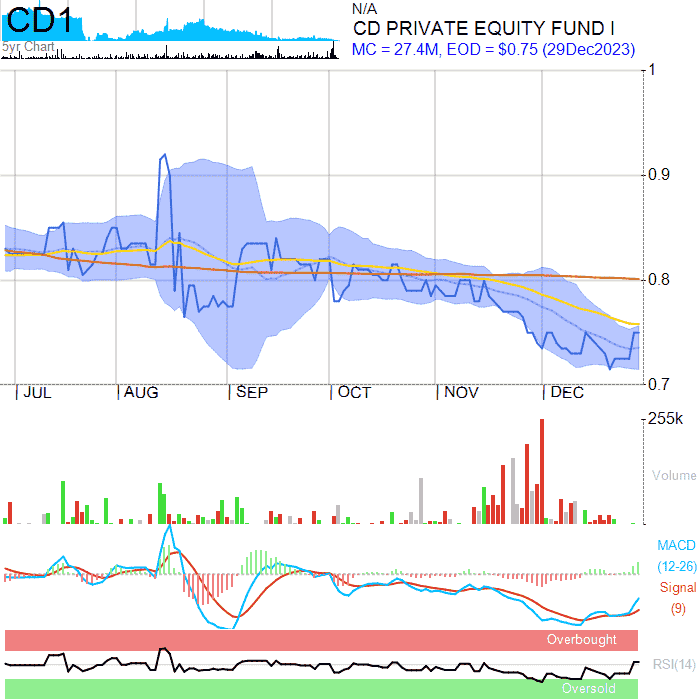 CD1
5yr Chart
N/A
CD PRIVATE EQUITY FUND I
MC = 27.4M, EOD = $0.75 (29Dec2023)
1
0.9
0.8
0.7
JUL
AUG
SEP
OCT
NOV
DEC
255k
Volume
MACD
(12-26)
Signal
(9)
Overbought
RSI(14)
Oversold